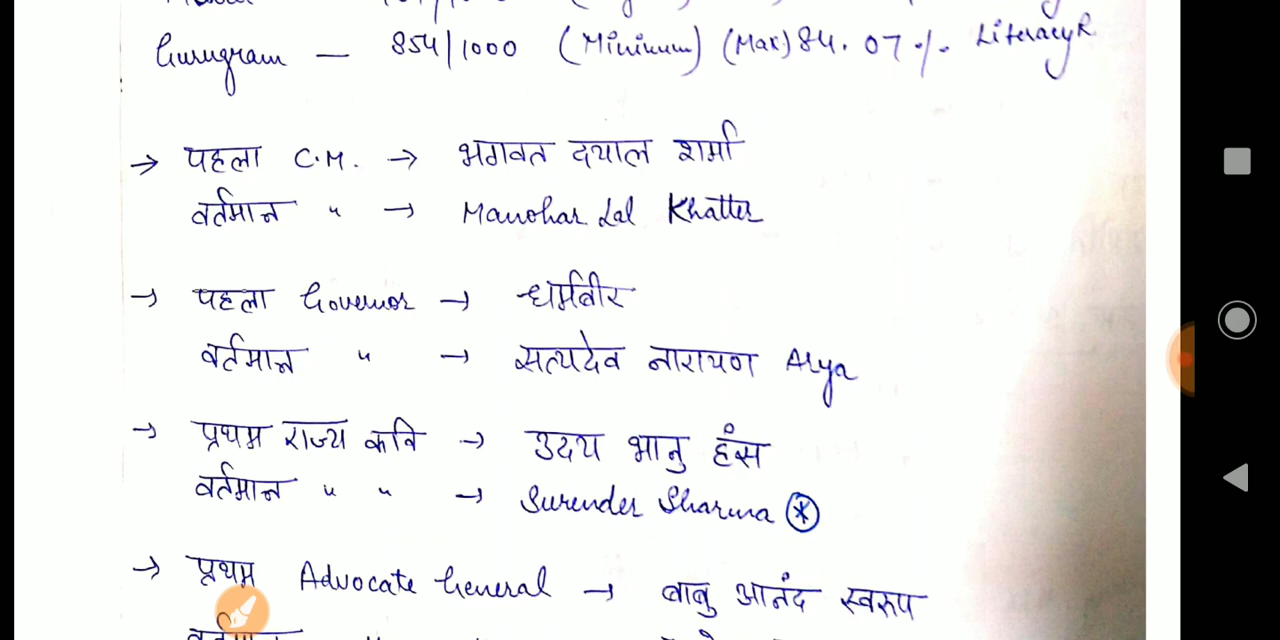 Gurugram — 854/1000 (Minimum) (Max) 84.07% Literacy R
→ पहला C.M. → भगवत दयाल शर्मा
वर्तमान " → Manohar Lal Khatter
→ पहला Governor → धर्मवीर
वर्तमान " → सत्यदेव नारायण Arya
→ प्रथम राज्य कवि → उदय भानु हंस
वर्तमान " " → Surender Sharma *
→ प्रथम Advocate General → बाबु आनंद स्वरुप
वर्तमान